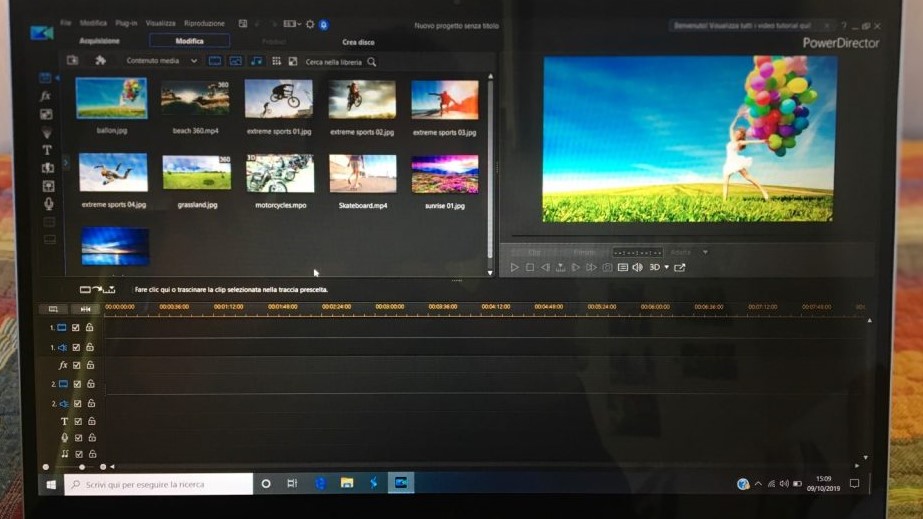 File Modifica Plug-in Visualizza Riproduzione
Nuovo progetto senza titolo
Benvenuto! Visualizza tutti i video tutorial qui!
?
Acquisizione
Modifica
Crea disco
PowerDirector
Contenuto media
Cerca nella libreria
360
ballon.jpg
beach 360.mp4
extreme sports 01.jpg
extreme sports 02.jpg
extreme sports 03.jpg
360
3D
extreme sports 04.jpg
grassland.jpg
motorcycles.mpo
Skateboard.mp4
sunrise 01.jpg
Clip
--:--:--:--
3D
Fare clic qui o trascinare la clip selezionata nella traccia prescelta.
00:00:00:00
00:00:36:00
00:01:12:00
00:01:48:00
00:02:24:00
00:03:00:00
00:03:36:00
00:04:12:00
00:04:48:00
00:05:24:00
00:06:00:00
00:06:36:00
00:07:12:00
00:07:48:00
1.
1.
fx
2.
2.
T
Scrivi qui per eseguire la ricerca
15:09
09/10/2019